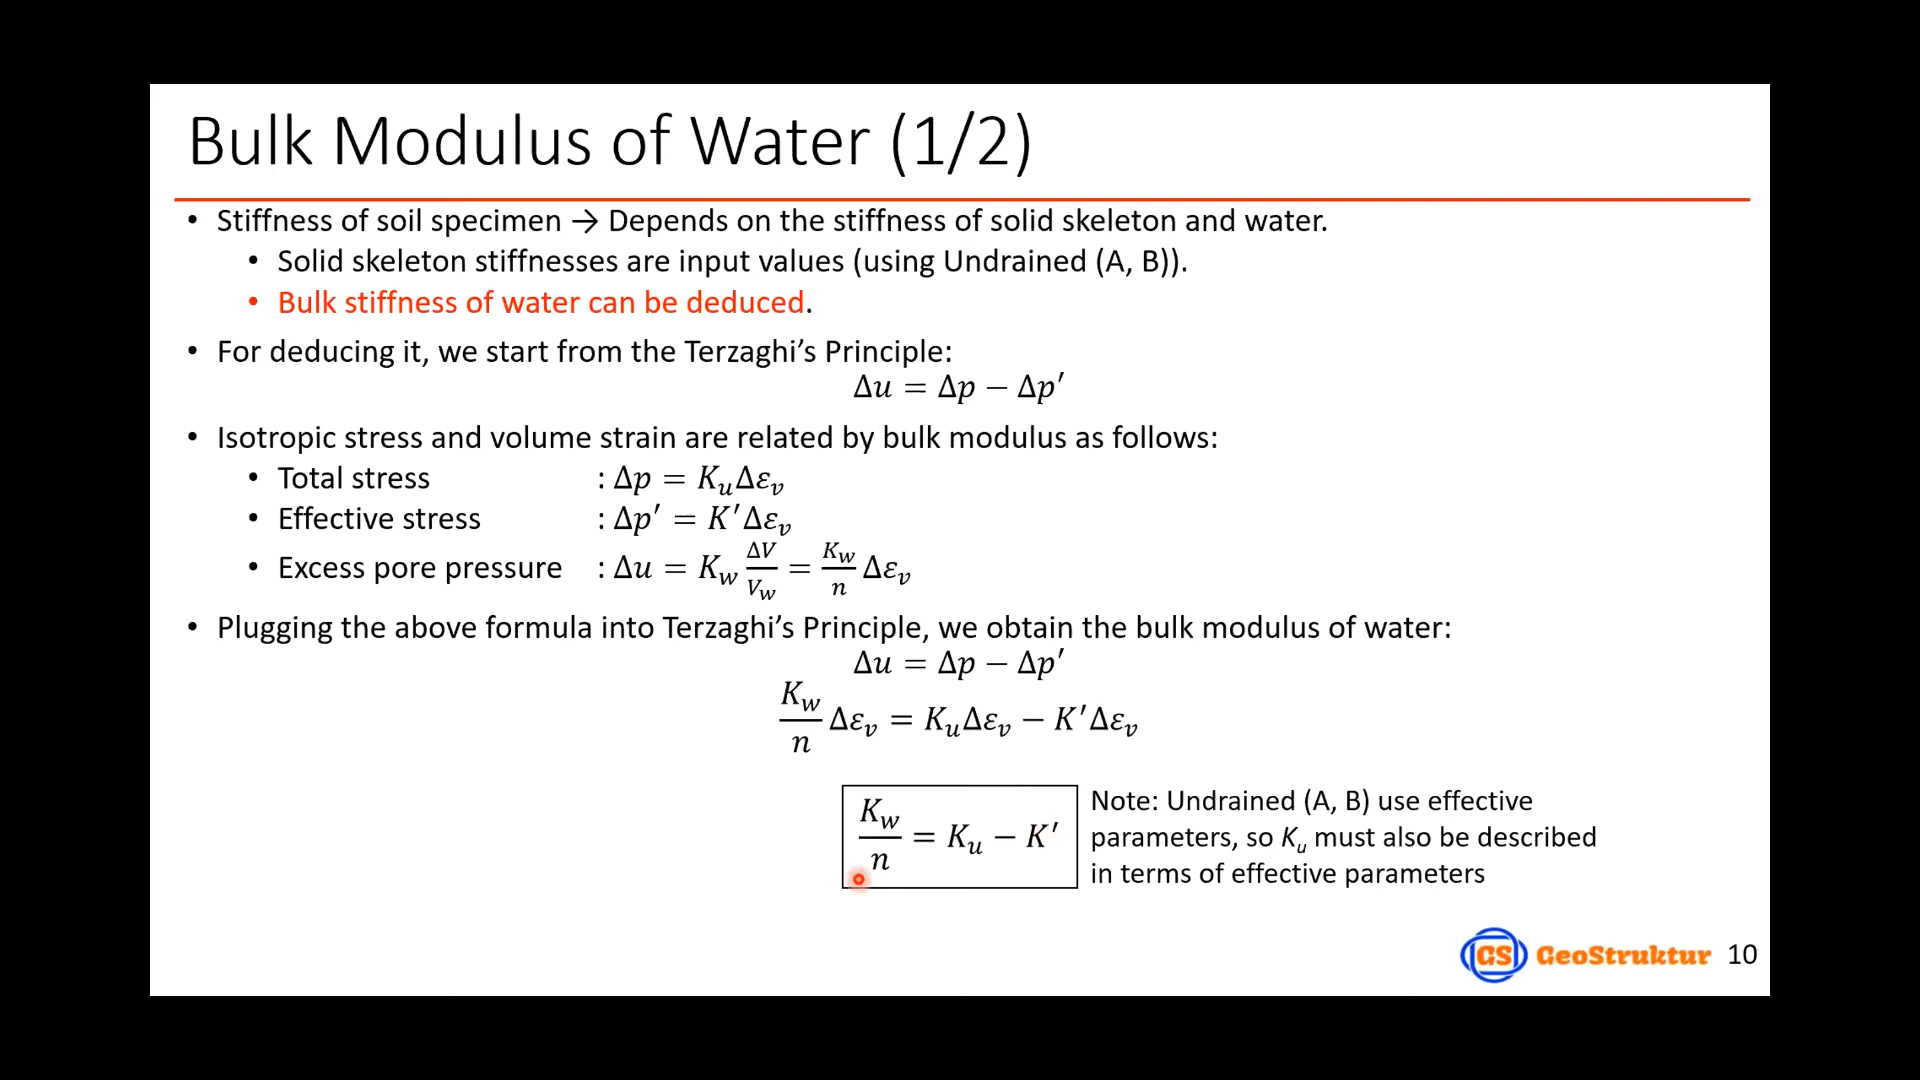 Bulk Modulus of Water (1/2)
• Stiffness of soil specimen → Depends on the stiffness of solid skeleton and water.
• Solid skeleton stiffnesses are input values (using Undrained (A, B)).
• Bulk stiffness of water can be deduced.
• For deducing it, we start from the Terzaghi's Principle:
Δu = Δp − Δp′
• Isotropic stress and volume strain are related by bulk modulus as follows:
• Total stress : Δp = K_uΔε_v
• Effective stress : Δp′ = K′Δε_v
• Excess pore pressure : Δu = K_w ΔV/V_w = K_w/n Δε_v
• Plugging the above formula into Terzaghi's Principle, we obtain the bulk modulus of water:
Δu = Δp − Δp′
K_w/n Δε_v = K_uΔε_v − K′Δε_v
K_w/n = K_u − K′
Note: Undrained (A, B) use effective
parameters, so K_u must also be described
in terms of effective parameters
GS GeoStruktur 10